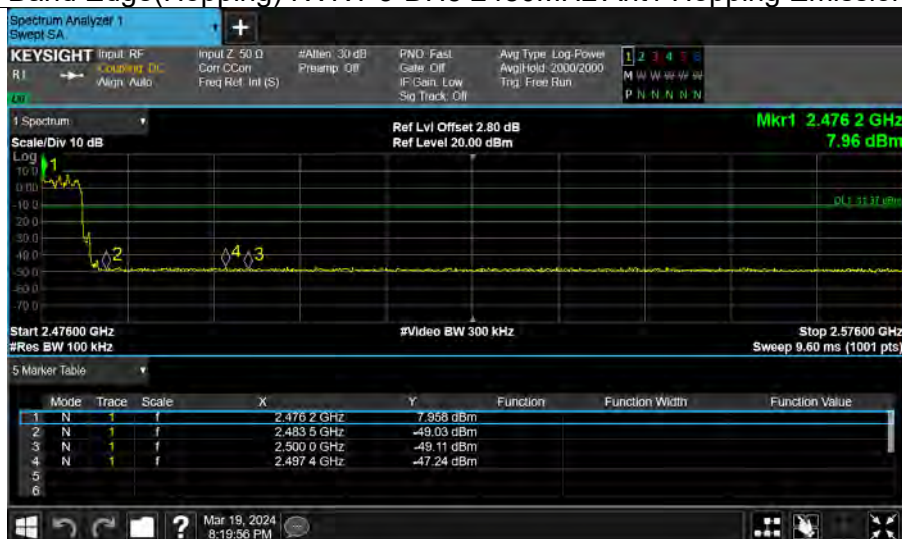 Spectrum Analyzer 1
Swept SA
+
KEYSIGHT Input: RF Input Z: 50 Ω #Atten: 30 dB PNO: Fast Avg Type: Log-Power 1 2 3 4 5 6
Coupling: DC Corr CCorr Preamp: Off Gate: Off Avg|Hold: 2000/2000 M W W W W W
Align: Auto Freq Ref: Int (S) IF Gain: Low Trig: Free Run
Sig Track: Off P N N N N N
1 Spectrum Ref Lvl Offset 2.80 dB Mkr1 2.476 2 GHz
Scale/Div 10 dB Ref Level 20.00 dBm 7.96 dBm
Log
10.0 1
0.00
-10.0
-20.0
-30.0
-40.0 2 4 3
-50.0
-60.0
-70.0
Start 2.47600 GHz #Video BW 300 kHz Stop 2.57600 GHz
#Res BW 100 kHz Sweep 9.60 ms (1001 pts)
5 Marker Table
Mode Trace Scale X Y Function Function Width Function Value
1 N 1 f 2.476 2 GHz 7.958 dBm
2 N 1 f 2.483 5 GHz -49.03 dBm
3 N 1 f 2.500 0 GHz -49.11 dBm
4 N 1 f 2.497 4 GHz -47.24 dBm
5
6
? Mar 19, 2024
8:19:56 PM